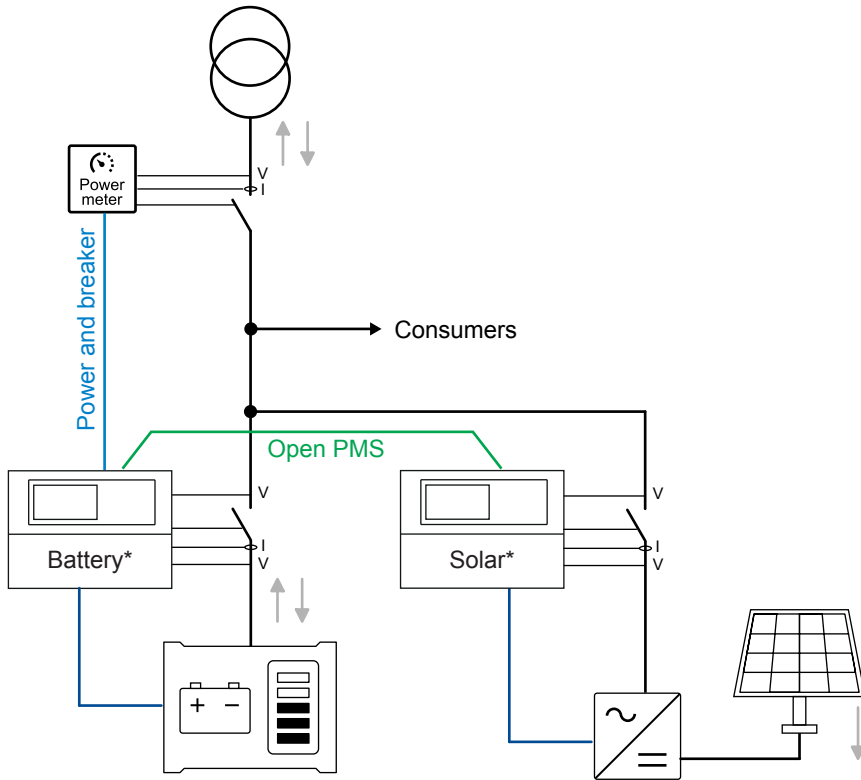 V
I
Power
meter
Power and breaker
Consumers
Open PMS
V
V
Battery*
I
V
Solar*
I
V
+ −